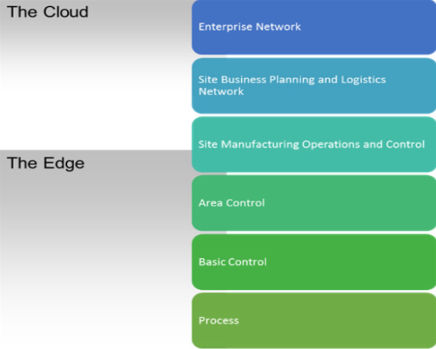 The Cloud
Enterprise Network
Site Business Planning and Logistics
Network
Site Manufacturing Operations and Control
The Edge
Area Control
Basic Control
Process